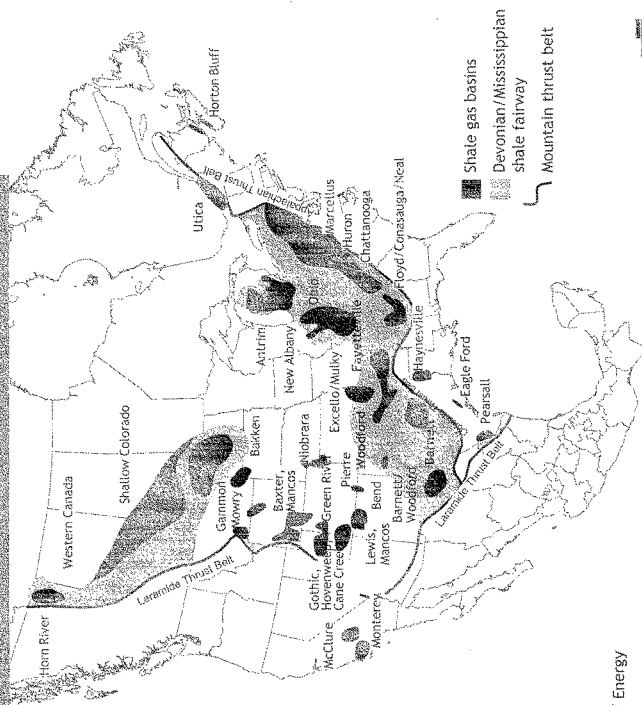 Horn River
Western Canada
Shallow Colorado
Laramide Thrust Belt
Bakken
Gammon
Mowry
Baxter,
Mancos
Niobrara
Green River
Gothic,
Hovenweep,
Cane Creek
McClure
Monterey
Lewis,
Mancos
Pierre
Bend
Barnett/
Woodford
Barnett
Woodford
Excello/Mulky
Fayetteville
New Albany
Antrim
Ohio
Utica
Horton Bluff
Appalachian Thrust Belt
Marcellus
Huron
Chattanooga
Floyd/Conasauga/Neal
Haynesville
Eagle Ford
Pearsall
Laramide Thrust Belt
Shale gas basins
Devonian/Mississippian
shale fairway
Mountain thrust belt
Energy